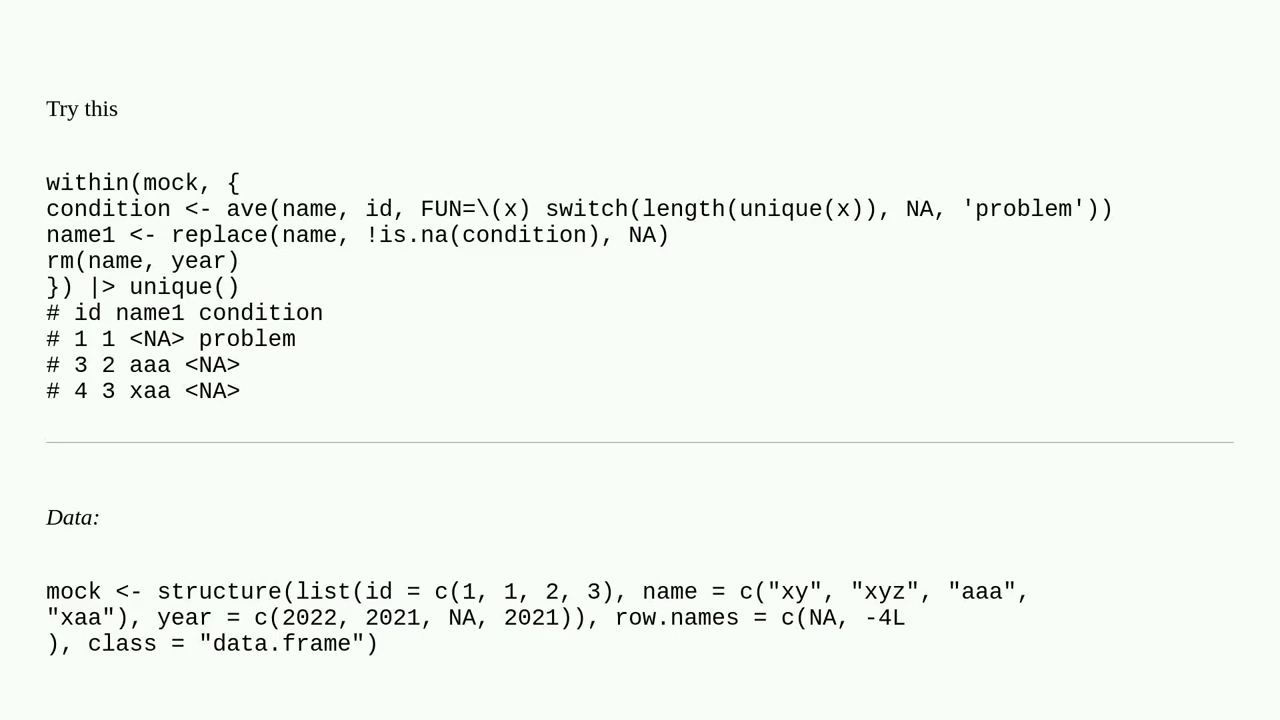 Try this
within(mock, {
condition <- ave(name, id, FUN=\(x) switch(length(unique(x)), NA, 'problem'))
name1 <- replace(name, !is.na(condition), NA)
rm(name, year)
}) |> unique()
# id name1 condition
# 1 1 <NA> problem
# 3 2 aaa <NA>
# 4 3 xaa <NA>
Data:
mock <- structure(list(id = c(1, 1, 2, 3), name = c("xy", "xyz", "aaa",
"xaa"), year = c(2022, 2021, NA, 2021)), row.names = c(NA, -4L
), class = "data.frame")